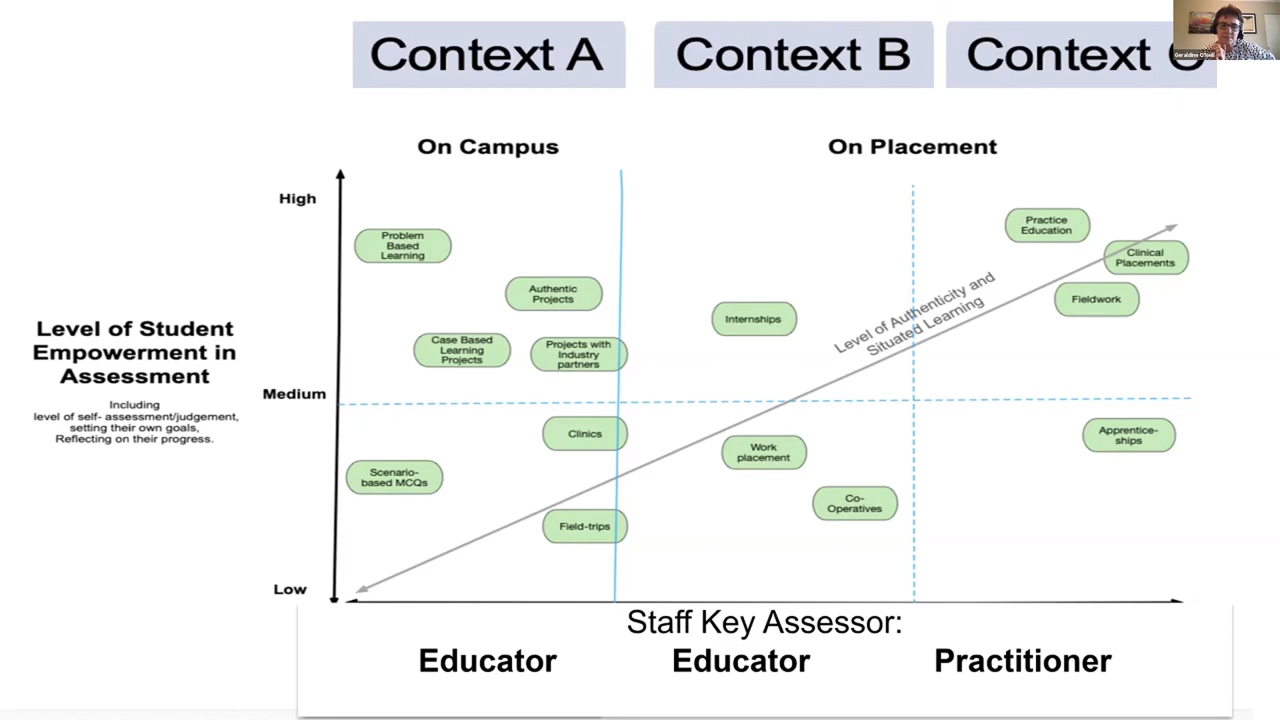 Context A
Context B
Context C
Geraldine O'Neill
On Campus
On Placement
High
Problem
Based
Learning
Practice
Education
Clinical
Placements
Authentic
Projects
Fieldwork
Internships
Level of Authenticity and
Situated Learning
Level of Student
Empowerment in
Assessment
Case Based
Learning
Projects
Projects with
Industry
partners
Medium
Including
level of self- assessment/judgement,
setting their own goals,
Reflecting on their progress.
Clinics
Apprentice-
ships
Work
placement
Scenario-
based MCQs
Co-
Operatives
Field-trips
Low
Staff Key Assessor:
Educator
Educator
Practitioner